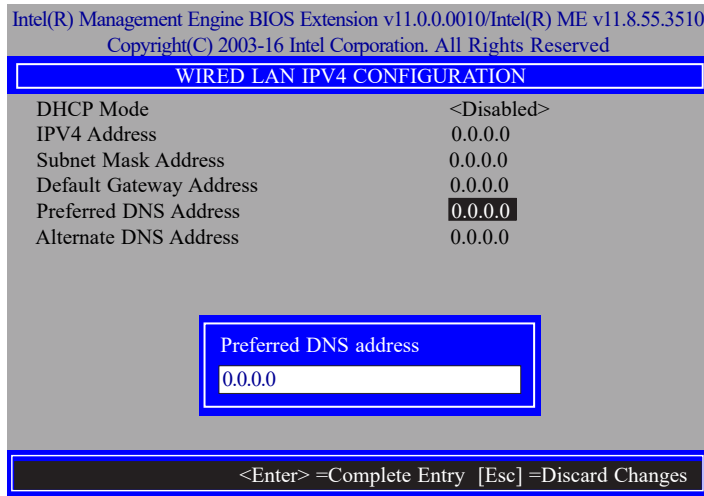 Intel(R) Management Engine BIOS Extension v11.0.0.0010/Intel(R) ME v11.8.55.3510
Copyright(C) 2003-16 Intel Corporation. All Rights Reserved
WIRED LAN IPV4 CONFIGURATION
DHCP Mode <Disabled>
IPV4 Address 0.0.0.0
Subnet Mask Address 0.0.0.0
Default Gateway Address 0.0.0.0
Preferred DNS Address 0.0.0.0
Alternate DNS Address 0.0.0.0
Preferred DNS address
0.0.0.0
<Enter> =Complete Entry [Esc] =Discard Changes